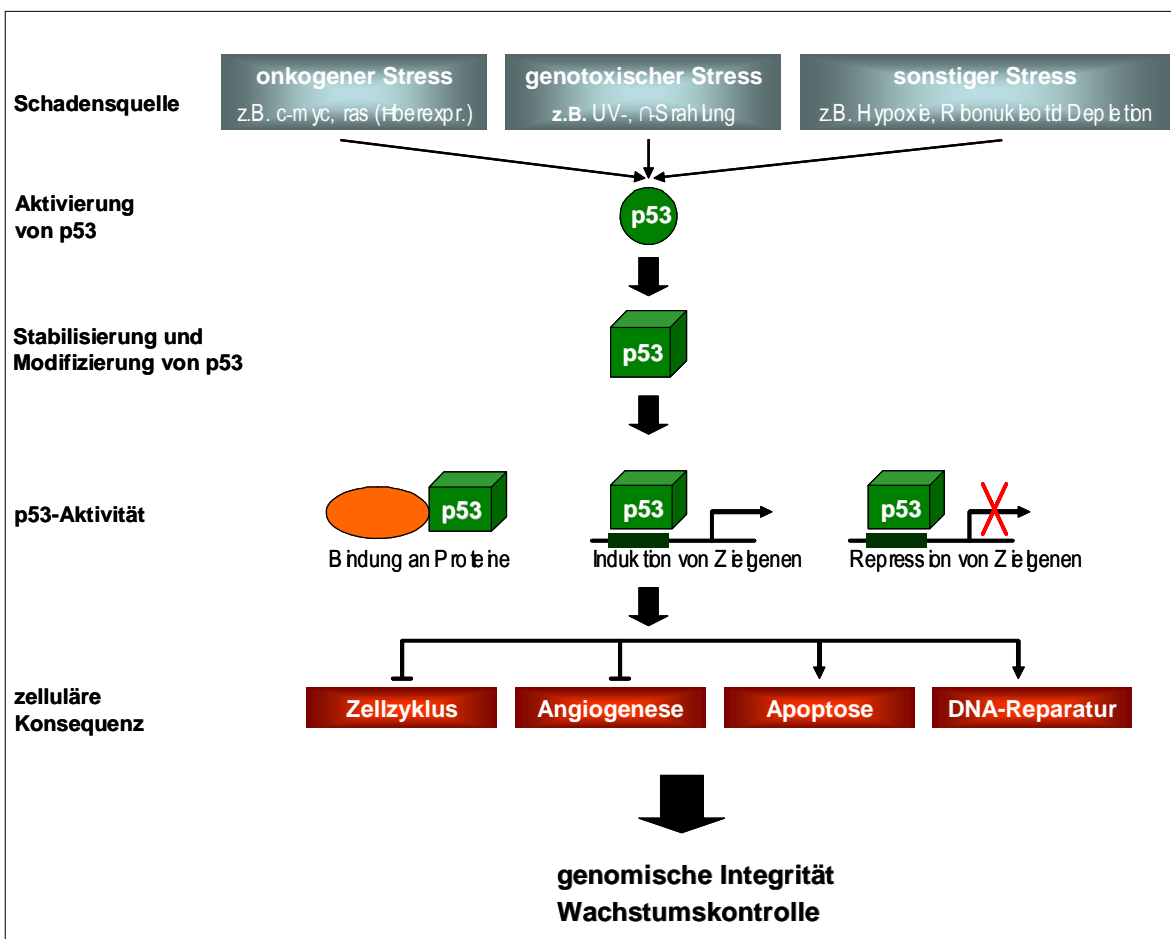 Schadensquelle
onkogener Stress
z.B. c-myc, ras (Hberexpr.)
genotoxischer Stress
z.B. UV-, ∩-Srahlung
sonstiger Stress
z.B. Hypoxie, Ribonukleotid Depletion
Aktivierung
von p53
p53
Stabilisierung und
Modifizierung von p53
p53
p53-Aktivität
p53
Bindung an Proteine
p53
Induktion von Zielgenen
p53
Repression von Zielgenen
zelluläre
Konsequenz
Zellzyklus
Angiogenese
Apoptose
DNA-Reparatur
genomische Integrität
Wachstumskontrolle